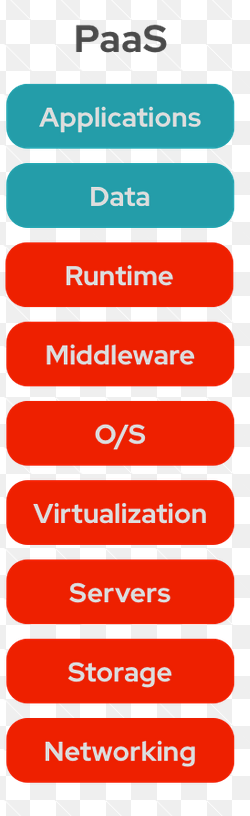 PaaS
Applications
Data
Runtime
Middleware
O/S
Virtualization
Servers
Storage
Networking